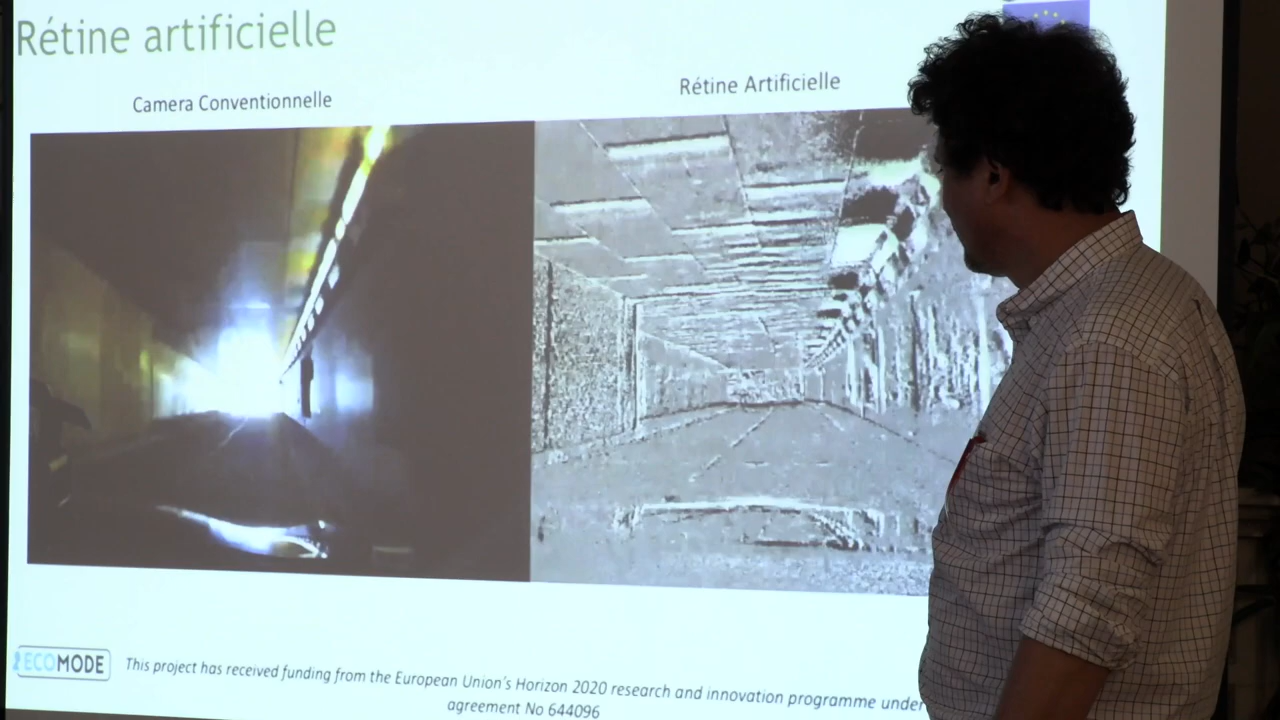 Rétine artificielle
Camera Conventionnelle
Rétine Artificielle
ECOMODE
This project has received funding from the European Union's Horizon 2020 research and innovation programme under
agreement No 644096